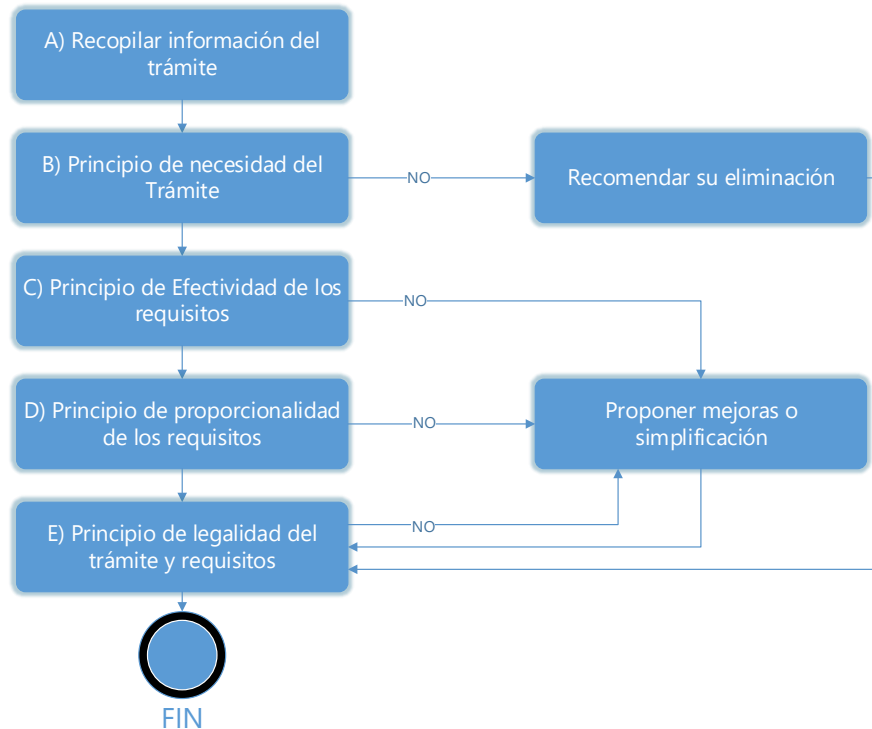 A) Recopilar información del
trámite
B) Principio de necesidad del
Trámite
NO
Recomendar su eliminación
C) Principio de Efectividad de los
requisitos
NO
D) Principio de proporcionalidad
de los requisitos
NO
Proponer mejoras o
simplificación
E) Principio de legalidad del
trámite y requisitos
NO
FIN